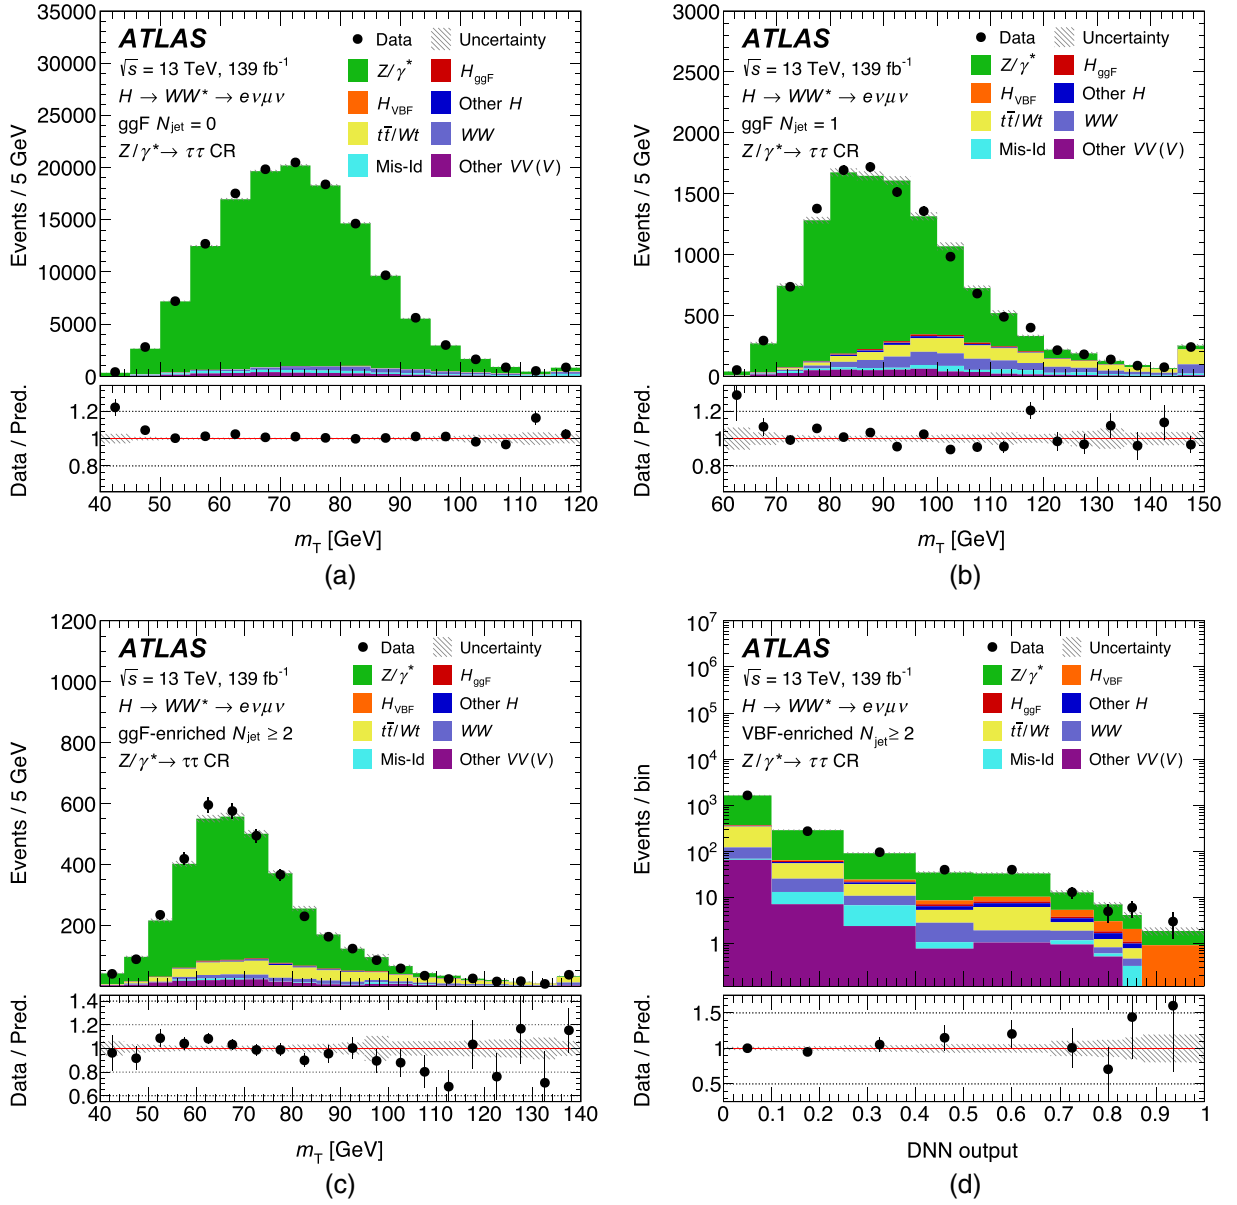 ATLAS
√s = 13 TeV, 139 fb⁻¹
H → WW* → eνμν
ggF N_jet = 0
Z/γ* → ττ CR
Data Uncertainty
Z/γ* H_ggF
H_VBF Other H
tt̅/Wt WW
Mis-Id Other VV(V)
Events / 5 GeV
35000
30000
25000
20000
15000
10000
5000
0
Data / Pred.
1.2
1
0.8
40 50 60 70 80 90 100 110 120
m_T [GeV]
(a)
ATLAS
√s = 13 TeV, 139 fb⁻¹
H → WW* → eνμν
ggF N_jet = 1
Z/γ* → ττ CR
Data Uncertainty
Z/γ* H_ggF
H_VBF Other H
tt̅/Wt WW
Mis-Id Other VV(V)
Events / 5 GeV
3000
2500
2000
1500
1000
500
0
Data / Pred.
1.2
1
0.8
60 70 80 90 100 110 120 130 140 150
m_T [GeV]
(b)
ATLAS
√s = 13 TeV, 139 fb⁻¹
H → WW* → eνμν
ggF-enriched N_jet ≥ 2
Z/γ* → ττ CR
Data Uncertainty
Z/γ* H_ggF
H_VBF Other H
tt̅/Wt WW
Mis-Id Other VV(V)
Events / 5 GeV
1200
1000
800
600
400
200
Data / Pred.
1.4
1.2
1
0.8
0.6
40 50 60 70 80 90 100 110 120 130 140
m_T [GeV]
(c)
ATLAS
√s = 13 TeV, 139 fb⁻¹
H → WW* → eνμν
VBF-enriched N_jet ≥ 2
Z/γ* → ττ CR
Data Uncertainty
Z/γ* H_VBF
H_ggF Other H
tt̅/Wt WW
Mis-Id Other VV(V)
Events / bin
10⁷
10⁶
10⁵
10⁴
10³
10²
10
1
Data / Pred.
1.5
1
0.5
0 0.1 0.2 0.3 0.4 0.5 0.6 0.7 0.8 0.9 1
DNN output
(d)